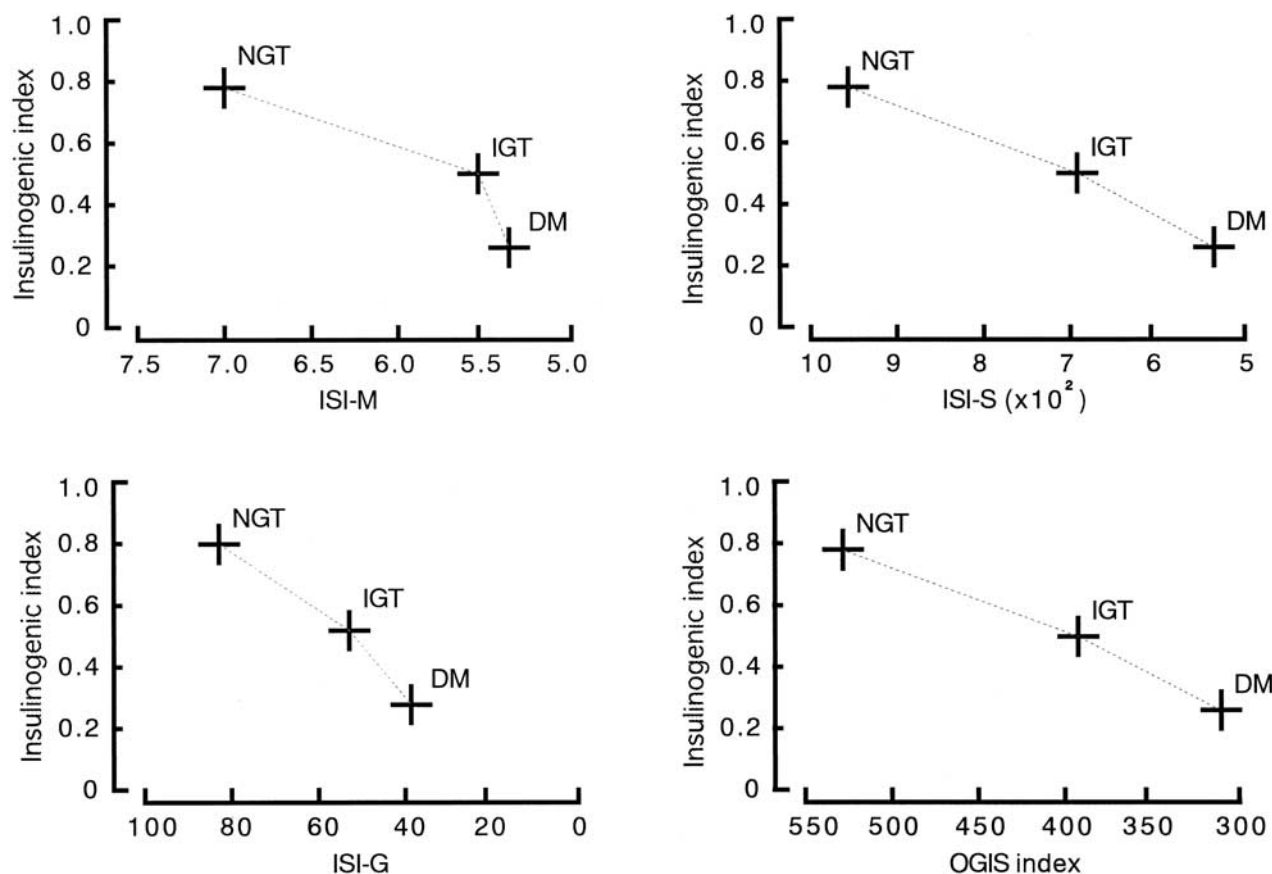 1.0
0.8
0.6
0.4
0.2
0
Insulinogenic index
NGT
IGT
DM
7.5 7.0 6.5 6.0 5.5 5.0
ISI-M
1.0
0.8
0.6
0.4
0.2
0
Insulinogenic index
NGT
IGT
DM
10 9 8 7 6 5
ISI-S (x10²)
1.0
0.8
0.6
0.4
0.2
0
Insulinogenic index
NGT
IGT
DM
100 80 60 40 20 0
ISI-G
1.0
0.8
0.6
0.4
0.2
0
Insulinogenic index
NGT
IGT
DM
550 500 450 400 350 300
OGIS index